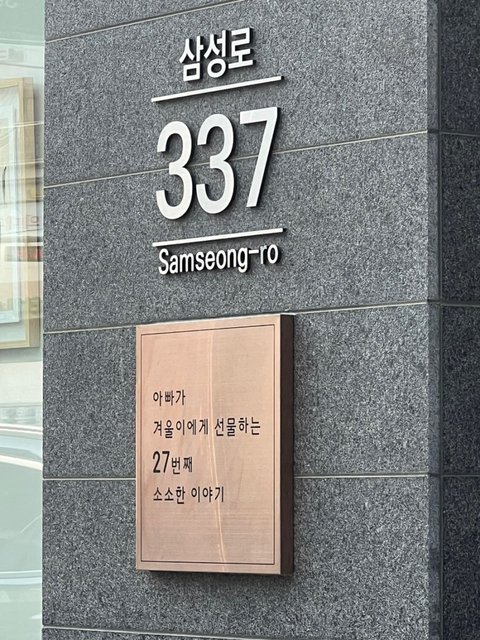 삼성로
337
Samseong-ro
아빠가
겨울이에게 선물하는
27번째
소소한 이야기